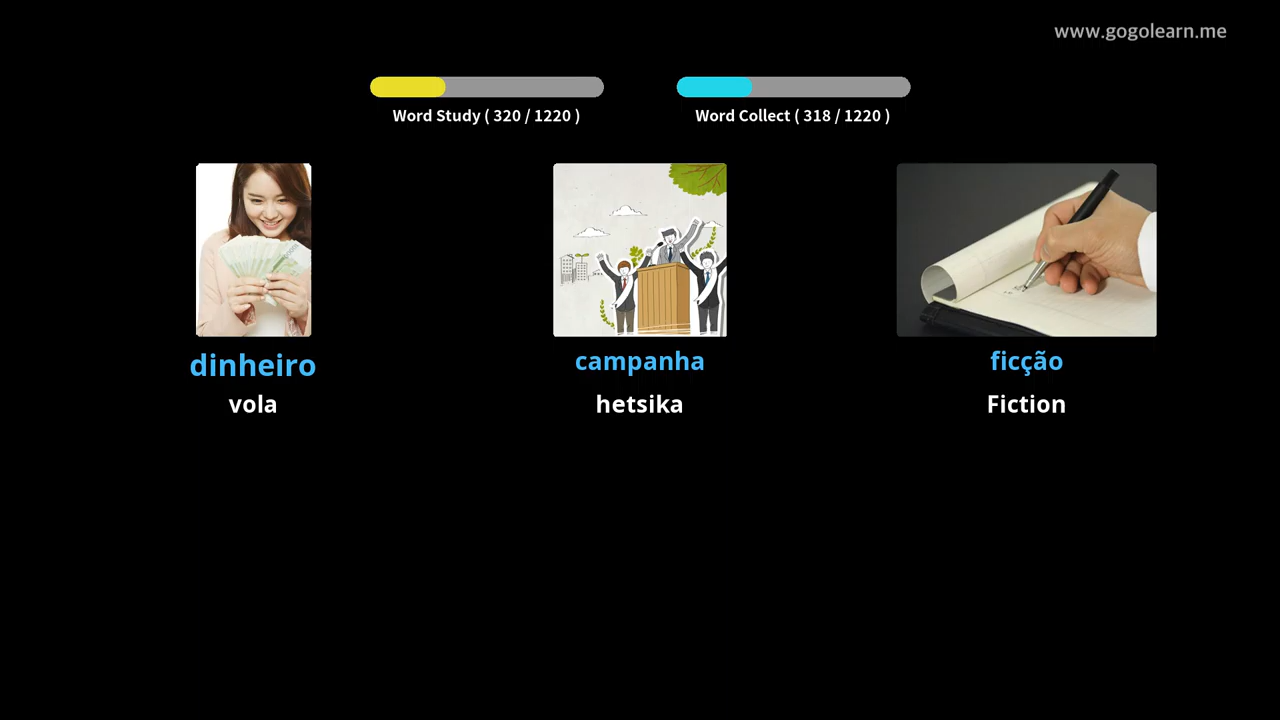 www.gogolearn.me
Word Study ( 320 / 1220 )
Word Collect ( 318 / 1220 )
dinheiro
vola
campanha
hetsika
ficção
Fiction